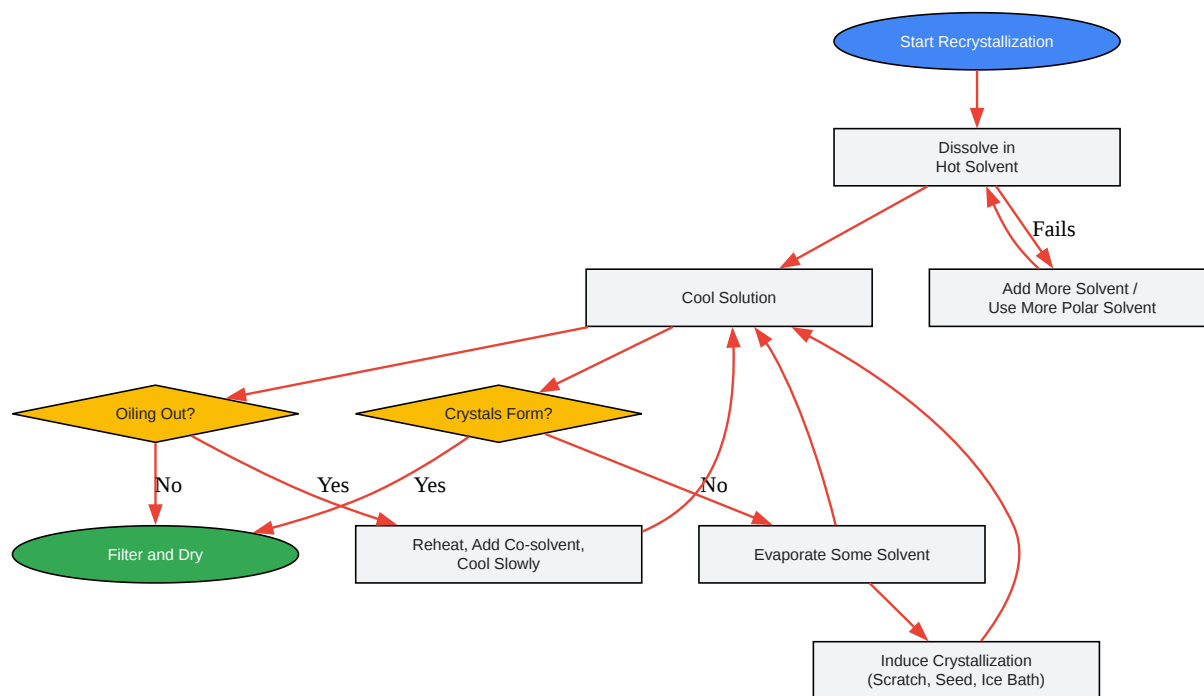 Start Recrystallization
Dissolve in
Hot Solvent
Fails
Cool Solution
Add More Solvent /
Use More Polar Solvent
Oiling Out?
Crystals Form?
No
Yes
Yes
No
Filter and Dry
Reheat, Add Co-solvent,
Cool Slowly
Evaporate Some Solvent
Induce Crystallization
(Scratch, Seed, Ice Bath)